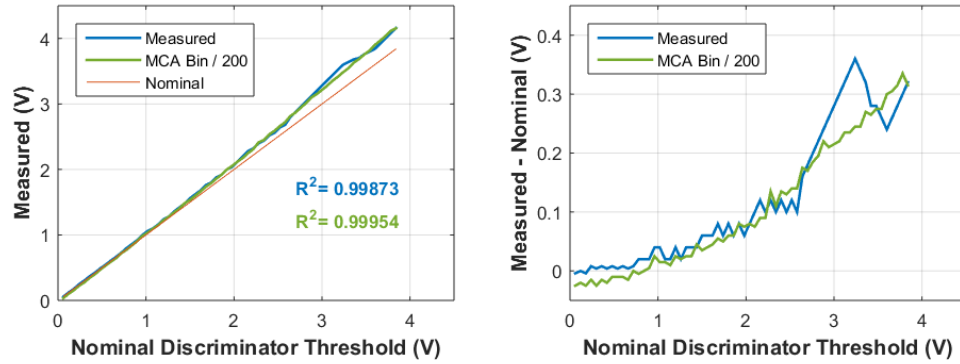 Measured
MCA Bin / 200
Nominal
R2= 0.99873
R2= 0.99954
4
3
2
1
0
0 1 2 3 4
Measured (V)
Nominal Discriminator Threshold (V)
Measured
MCA Bin / 200
0.4
0.3
0.2
0.1
0
0 1 2 3 4
Measured - Nominal (V)
Nominal Discriminator Threshold (V)